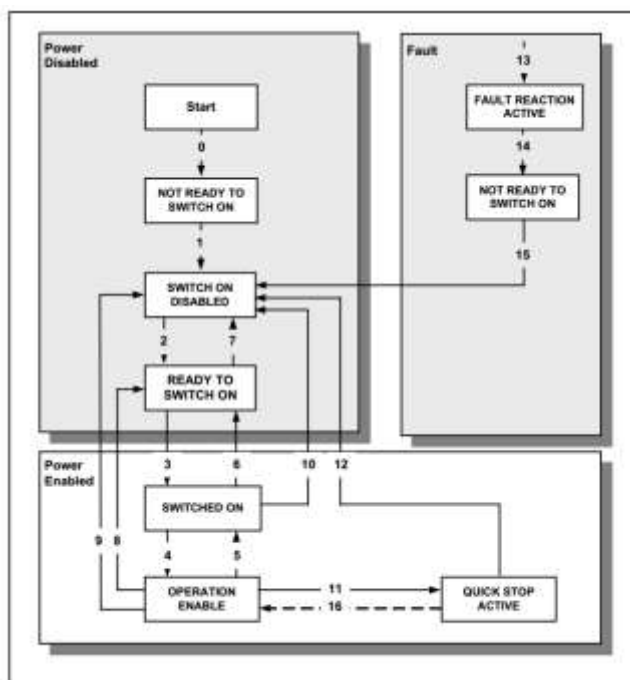 Power
Disabled
Start
0
NOT READY TO
SWITCH ON
1
SWITCH ON
DISABLED
2
7
READY TO
SWITCH ON
Fault
13
FAULT REACTION
ACTIVE
14
NOT READY TO
SWITCH ON
15
Power
Enabled
3
6
10
12
SWITCHED ON
9
8
4
5
OPERATION
ENABLE
11
16
QUICK STOP
ACTIVE